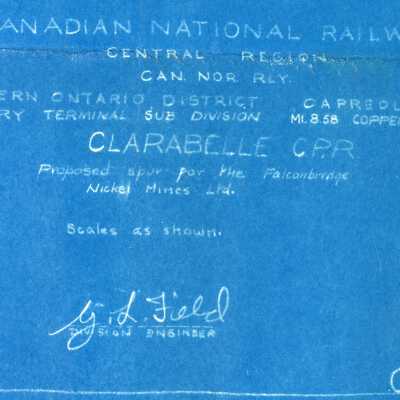 ANADIAN NATIONAL RAILW
CENTRAL REGION
CAN. NOR. RLY.
ERN ONTARIO DISTRICT CAPREOL
RY TERMINAL SUB DIVISION MI. 8.58 COPPER
CLARABELLE C.P.R.
Proposed spur for the Falconbridge
Nickel Mines Ltd.
Scales as shown.
G. L. Field
DIVISION ENGINEER